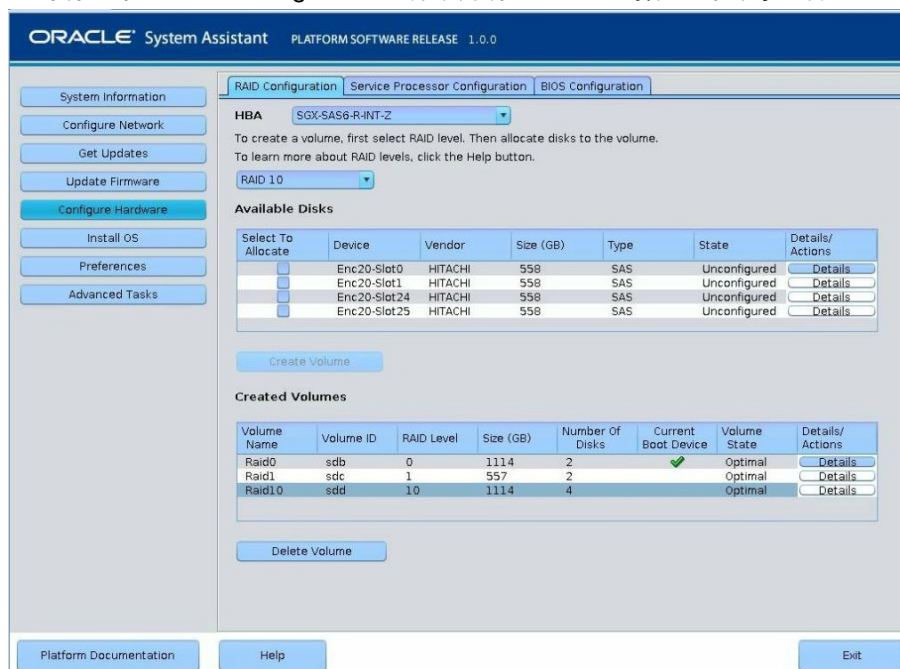 ORACLE® System Assistant PLATFORM SOFTWARE RELEASE 1.0.0
System Information
Configure Network
Get Updates
Update Firmware
Configure Hardware
Install OS
Preferences
Advanced Tasks
RAID Configuration Service Processor Configuration BIOS Configuration
HBA SGX-SAS6-R-INT-Z
To create a volume, first select RAID level. Then allocate disks to the volume.
To learn more about RAID levels, click the Help button.
RAID 10
Available Disks
Select To Allocate Device Vendor Size (GB) Type State Details/ Actions
Enc20-Slot0 HITACHI 558 SAS Unconfigured Details
Enc20-Slot1 HITACHI 558 SAS Unconfigured Details
Enc20-Slot24 HITACHI 558 SAS Unconfigured Details
Enc20-Slot25 HITACHI 558 SAS Unconfigured Details
Create Volume
Created Volumes
Volume Name Volume ID RAID Level Size (GB) Number Of Disks Current Boot Device Volume State Details/ Actions
Raid0 sdb 0 1114 2 Optimal Details
Raid1 sdc 1 557 2 Optimal Details
Raid10 sdd 10 1114 4 Optimal Details
Delete Volume
Platform Documentation Help Exit